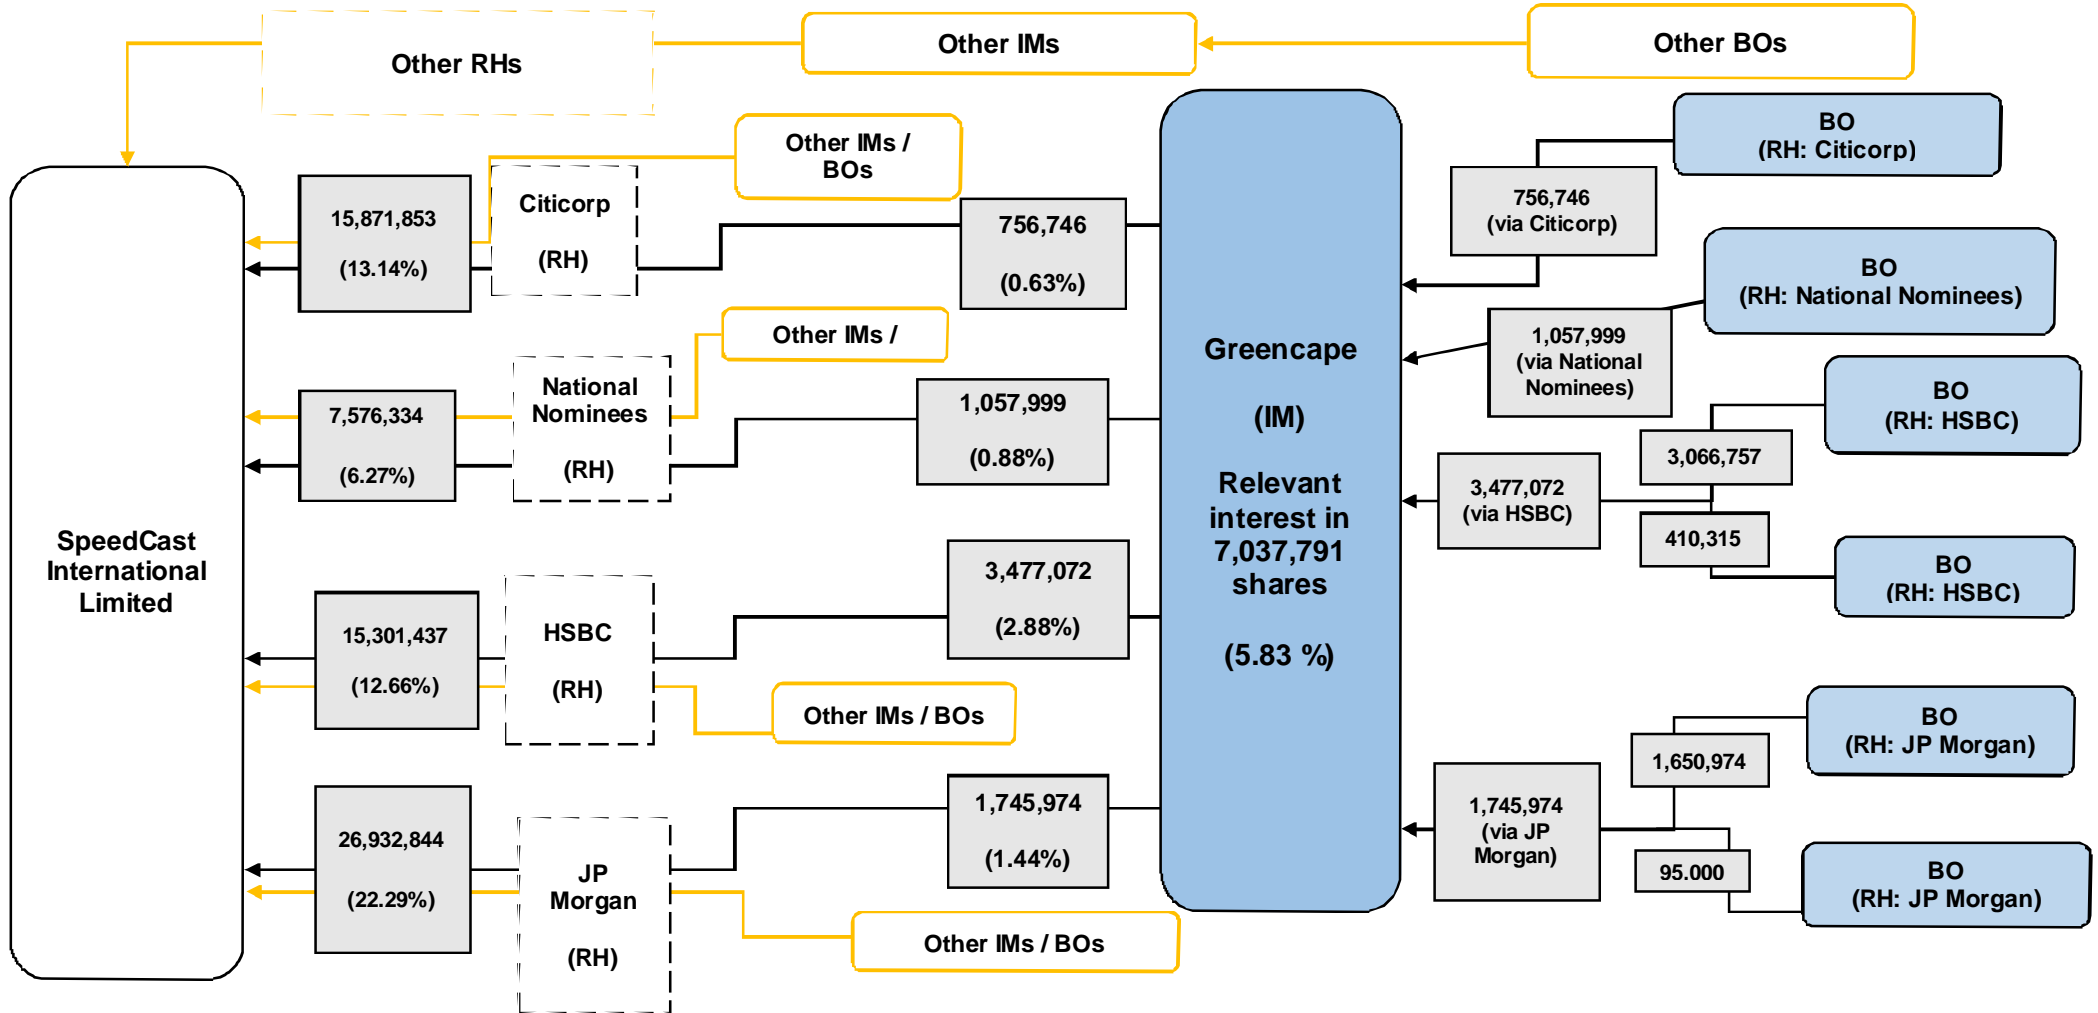 Other RHs
Other IMs
Other BOs
SpeedCast
International
Limited
15,871,853
(13.14%)
Citicorp
(RH)
Other IMs /
BOs
756,746
(0.63%)
7,576,334
(6.27%)
National
Nominees
(RH)
Other IMs /
1,057,999
(0.88%)
15,301,437
(12.66%)
HSBC
(RH)
3,477,072
(2.88%)
Other IMs / BOs
26,932,844
(22.29%)
JP
Morgan
(RH)
1,745,974
(1.44%)
Other IMs / BOs
Greencape
(IM)
Relevant
interest in
7,037,791
shares
(5.83 %)
756,746
(via Citicorp)
BO
(RH: Citicorp)
1,057,999
(via National
Nominees)
BO
(RH: National Nominees)
3,477,072
(via HSBC)
3,066,757
BO
(RH: HSBC)
410,315
BO
(RH: HSBC)
1,745,974
(via JP
Morgan)
1,650,974
BO
(RH: JP Morgan)
95.000
BO
(RH: JP Morgan)